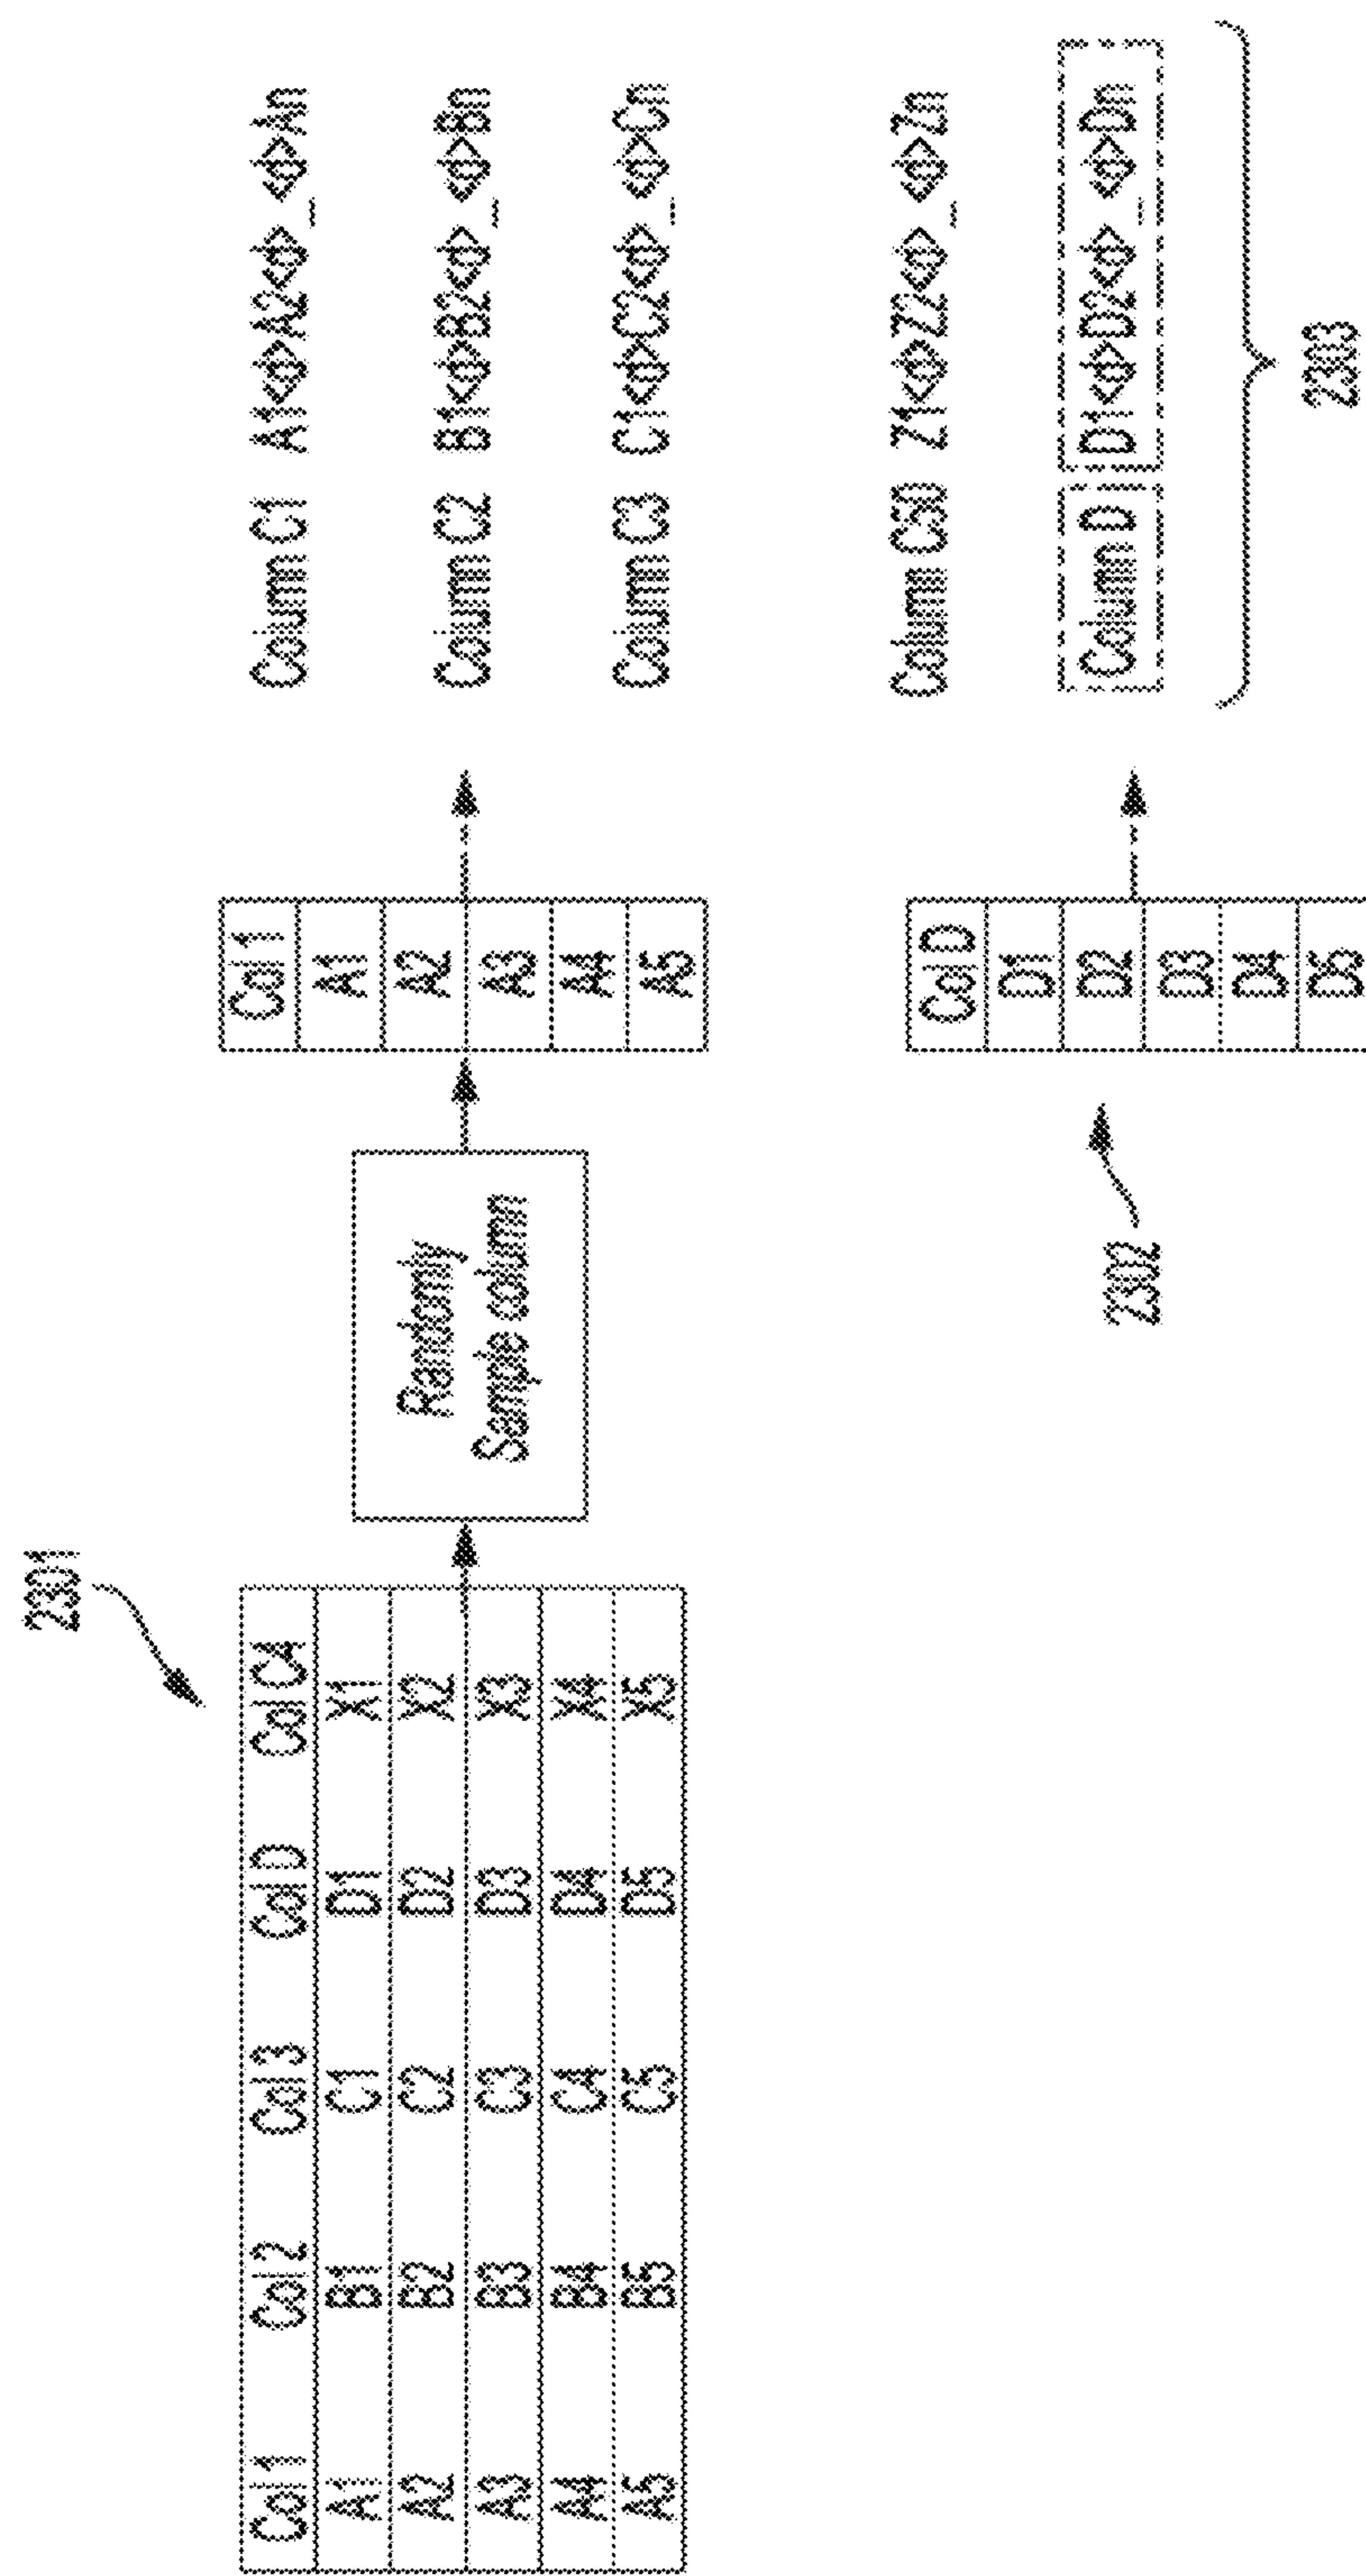 2301
Col 1 Col 2 Col 3 Col D Col C4
A1 B1 C1 D1 X1
A2 B2 C2 D2 X2
A3 B3 C3 D3 X3
A4 B4 C4 D4 X4
A5 B5 C5 D5 X5
Randomly
Sample column
Col 1
A1
A2
A3
A4
A5
Column C1 A1<ф>A2<ф>_<ф>An
Column C2 B1<ф>B2<ф>_<ф>Bn
Column C3 C1<ф>C2<ф>_<ф>Cn
Column C50 Z1<ф>Z2<ф>_<ф>Zn
2302
Col D
D1
D2
D3
D4
D5
Column D D1<ф>D2<ф>_<ф>Dn
2303